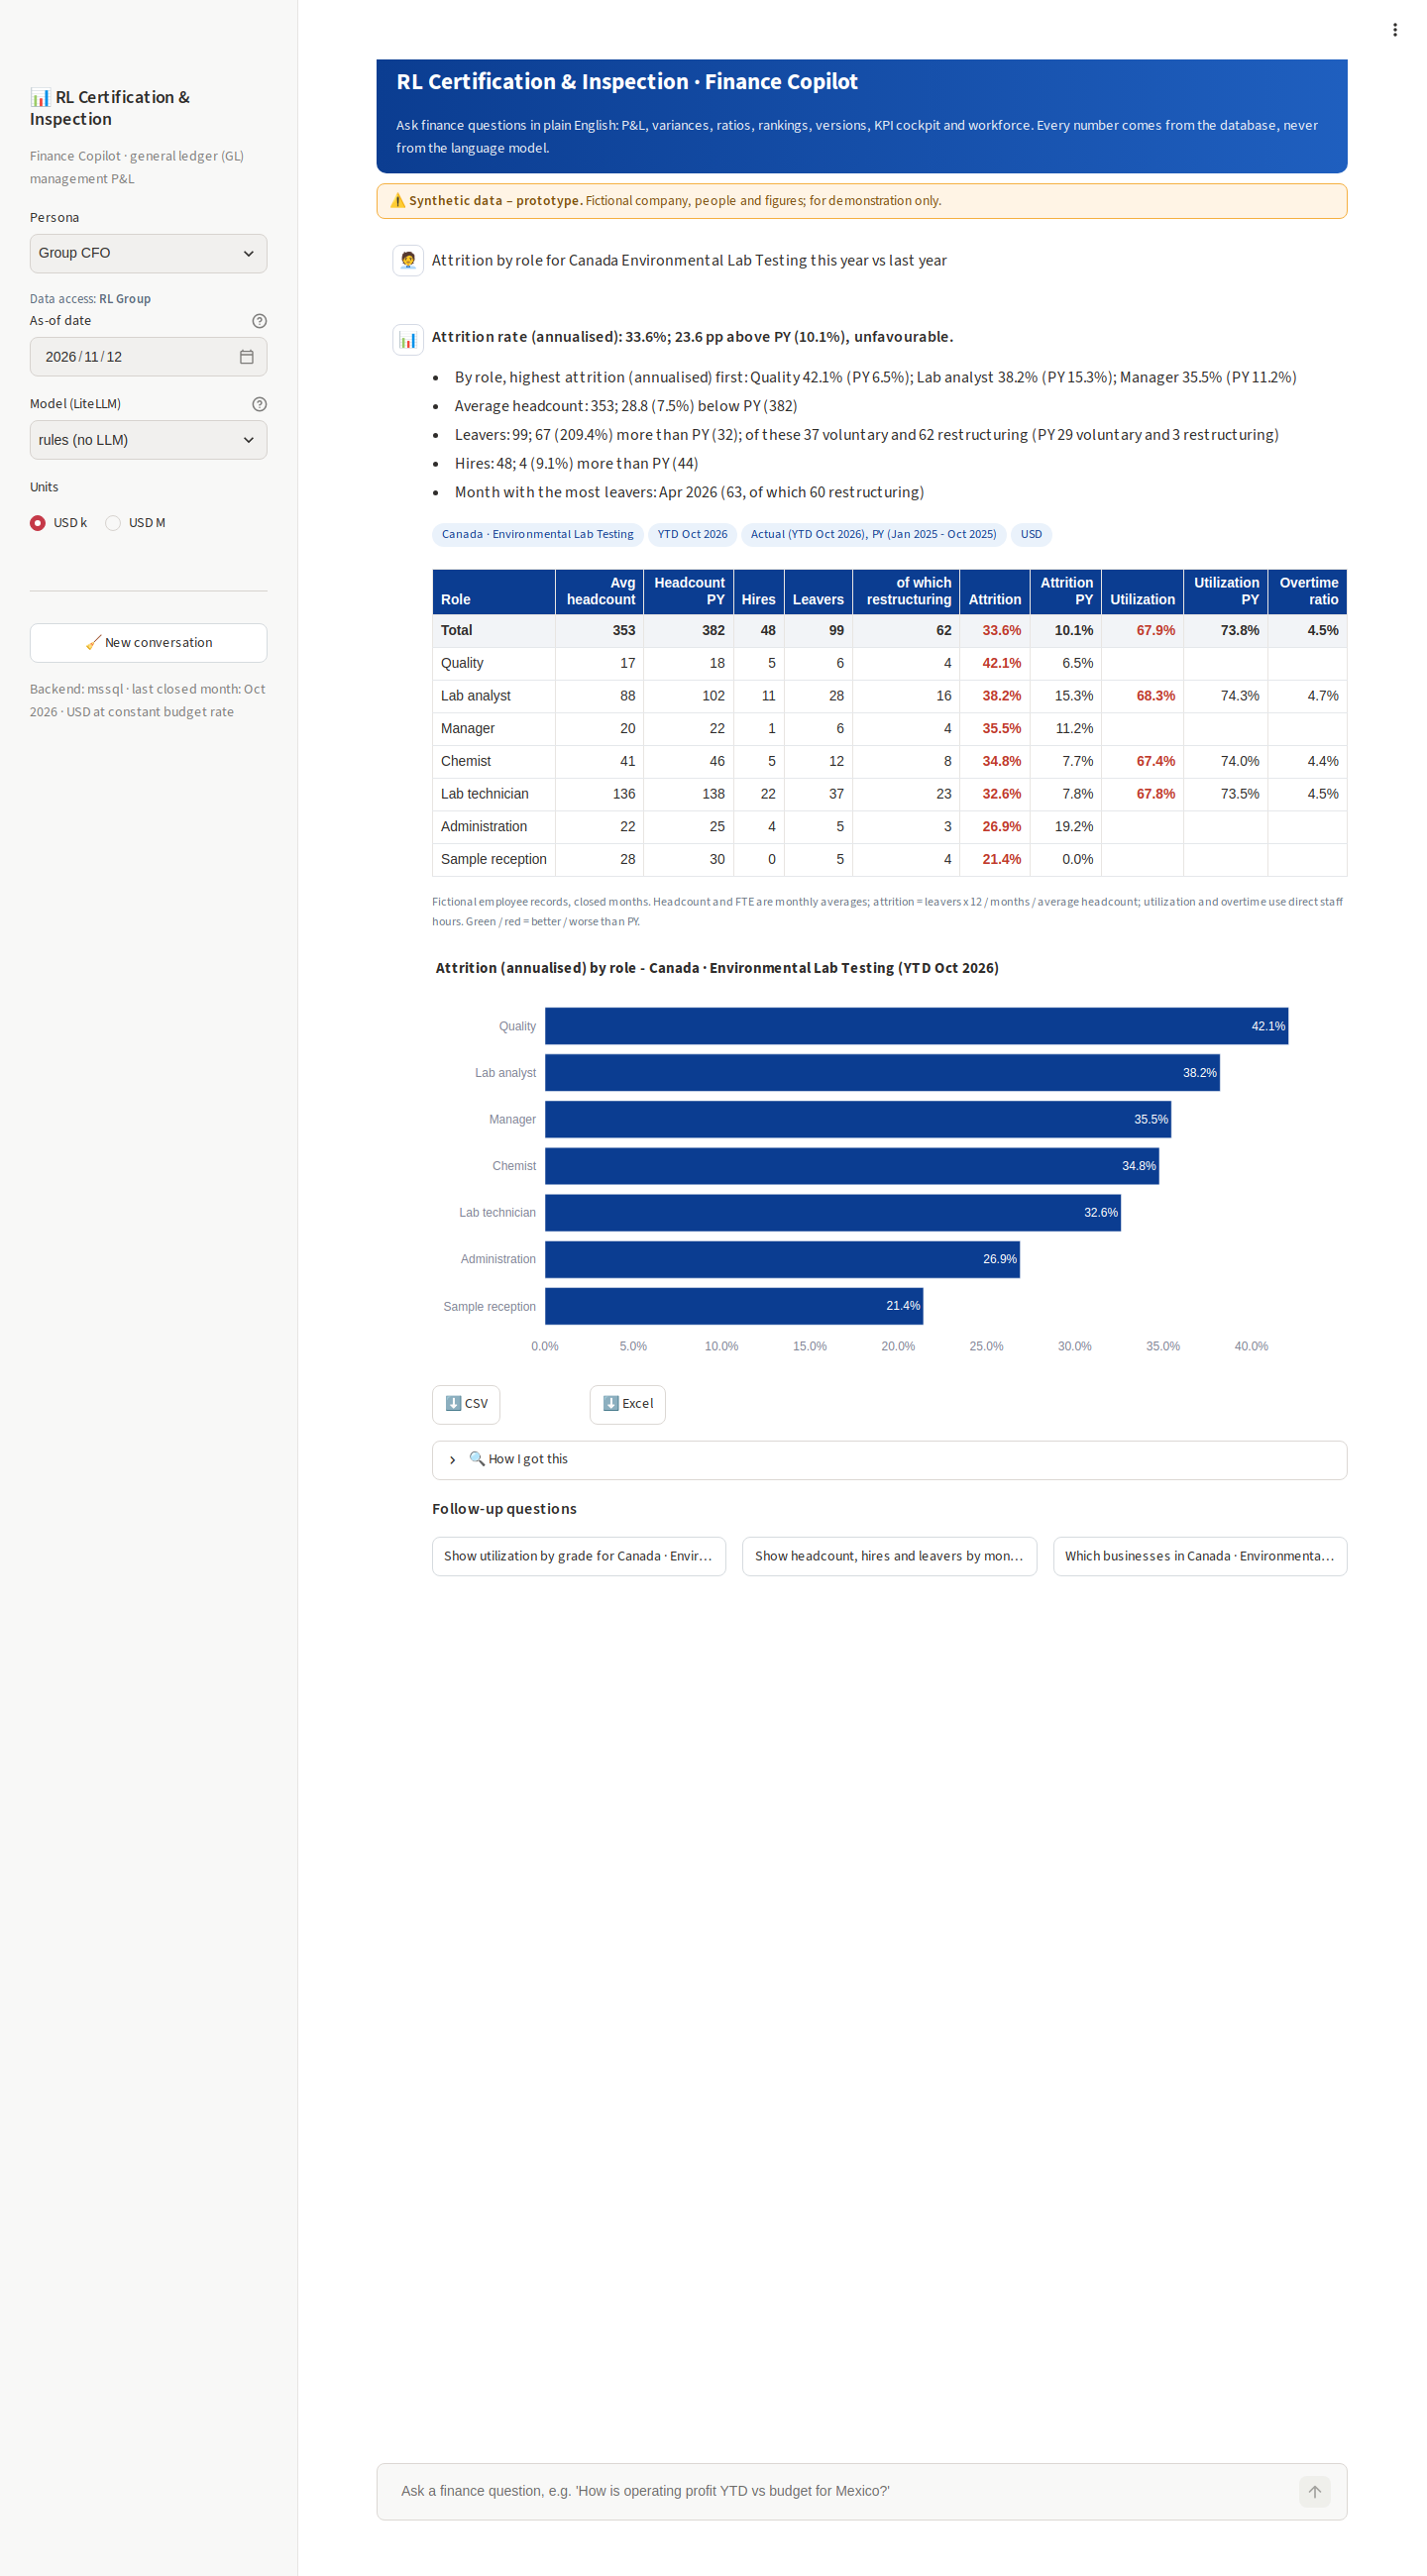 RL Certification &
Inspection
Finance Copilot · general ledger (GL)
management P&L
Persona
Group CFO
Data access: RL Group
As-of date
2026/11/12
Model (LiteLLM)
rules (no LLM)
Units
USD k
USD M
New conversation
Backend: mssql · last closed month: Oct
2026 · USD at constant budget rate
RL Certification & Inspection · Finance Copilot
Ask finance questions in plain English: P&L, variances, ratios, rankings, versions, KPI cockpit and workforce. Every number comes from the database, never
from the language model.
Synthetic data – prototype. Fictional company, people and figures; for demonstration only.
Attrition by role for Canada Environmental Lab Testing this year vs last year
Attrition rate (annualised): 33.6%; 23.6 pp above PY (10.1%), unfavourable.
• By role, highest attrition (annualised) first: Quality 42.1% (PY 6.5%); Lab analyst 38.2% (PY 15.3%); Manager 35.5% (PY 11.2%)
• Average headcount: 353; 28.8 (7.5%) below PY (382)
• Leavers: 99; 67 (209.4%) more than PY (32); of these 37 voluntary and 62 restructuring (PY 29 voluntary and 3 restructuring)
• Hires: 48; 4 (9.1%) more than PY (44)
• Month with the most leavers: Apr 2026 (63, of which 60 restructuring)
Canada · Environmental Lab Testing YTD Oct 2026 Actual (YTD Oct 2026), PY (Jan 2025 - Oct 2025) USD
Role Avg headcount Headcount PY Hires Leavers of which restructuring Attrition Attrition PY Utilization Utilization PY Overtime ratio
Total 353 382 48 99 62 33.6% 10.1% 67.9% 73.8% 4.5%
Quality 17 18 5 6 4 42.1% 6.5%
Lab analyst 88 102 11 28 16 38.2% 15.3% 68.3% 74.3% 4.7%
Manager 20 22 1 6 4 35.5% 11.2%
Chemist 41 46 5 12 8 34.8% 7.7% 67.4% 74.0% 4.4%
Lab technician 136 138 22 37 23 32.6% 7.8% 67.8% 73.5% 4.5%
Administration 22 25 4 5 3 26.9% 19.2%
Sample reception 28 30 0 5 4 21.4% 0.0%
Fictional employee records, closed months. Headcount and FTE are monthly averages; attrition = leavers x 12 / months / average headcount; utilization and overtime use direct staff
hours. Green / red = better / worse than PY.
Attrition (annualised) by role - Canada · Environmental Lab Testing (YTD Oct 2026)
Quality 42.1%
Lab analyst 38.2%
Manager 35.5%
Chemist 34.8%
Lab technician 32.6%
Administration 26.9%
Sample reception 21.4%
0.0% 5.0% 10.0% 15.0% 20.0% 25.0% 30.0% 35.0% 40.0%
CSV
Excel
How I got this
Follow-up questions
Show utilization by grade for Canada · Envir...
Show headcount, hires and leavers by mon...
Which businesses in Canada · Environmenta...
Ask a finance question, e.g. 'How is operating profit YTD vs budget for Mexico?'